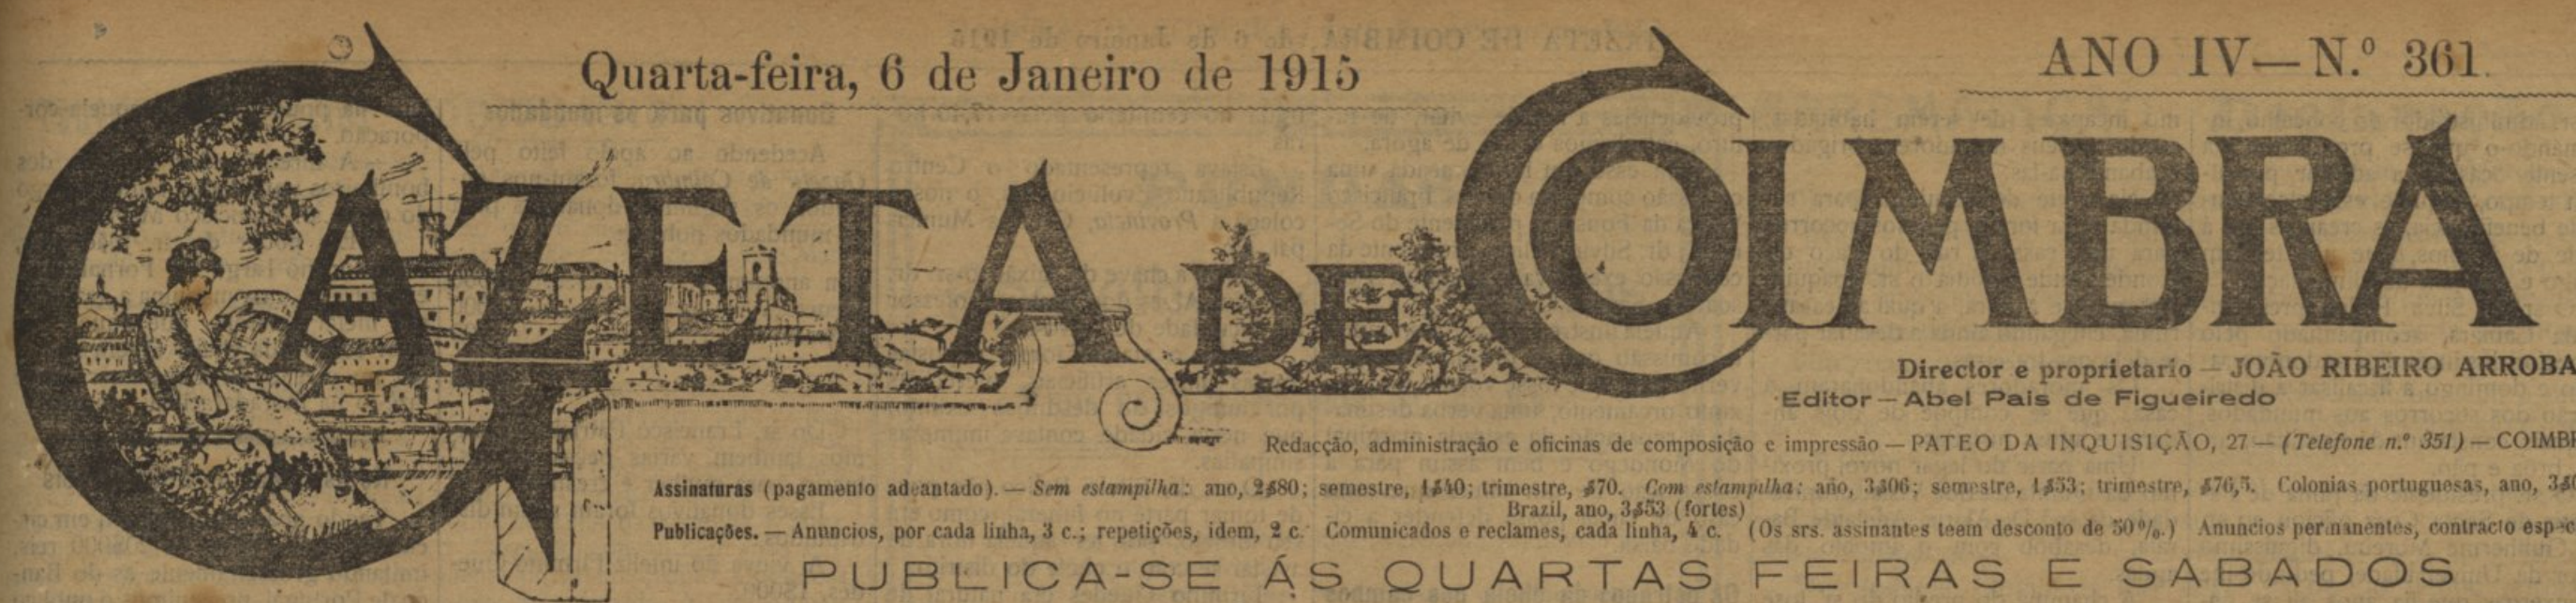 Quarta-feira, 6 de Janeiro de 1915
ANO IV — N.º 361
GAZETA DE COIMBRA
Director e proprietario — JOÃO RIBEIRO ARROBA
Editor — Abel Pais de Figueiredo
Redacção, administração e oficinas de composição e impressão — PATEO DA INQUISIÇÃO, 27 — (Telefone n.º 351) — COIMBR
Assinaturas (pagamento adeantado). — Sem estampilha: ano, 2$80; semestre, 1$40; trimestre, $70. Com estampilha: ano, 3$06; semestre, 1$53; trimestre, $76,5. Colonias portuguesas, ano, 3$0
Brazil, ano, 3$53 (fortes)
Publicações. — Anuncios, por cada linha, 3 c.; repetições, idem, 2 c. Comunicados e reclames, cada linha, 4 c. (Os srs. assinantes teem desconto de 50 %.) Anuncios permanentes, contracto espec
PUBLICA-SE ÁS QUARTAS FEIRAS E SABADOS